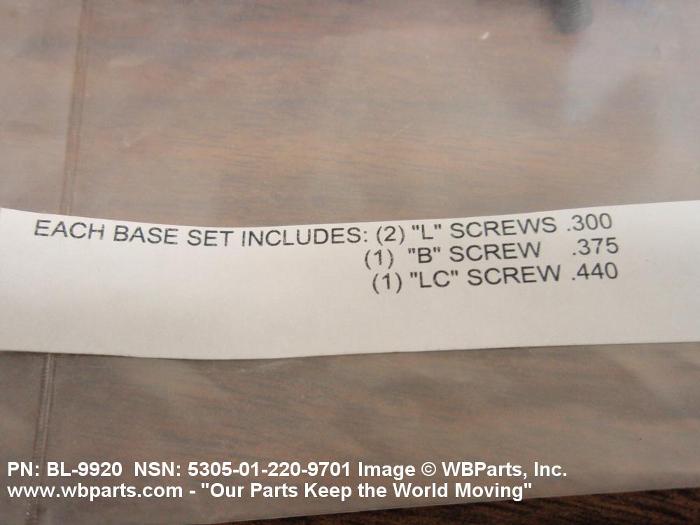 EACH BASE SET INCLUDES: (2) "L" SCREWS .300
(1) "B" SCREW .375
(1) "LC" SCREW .440
PN: BL-9920 NSN: 5305-01-220-9701 Image © WBParts, Inc.
www.wbparts.com - "Our Parts Keep the World Moving"